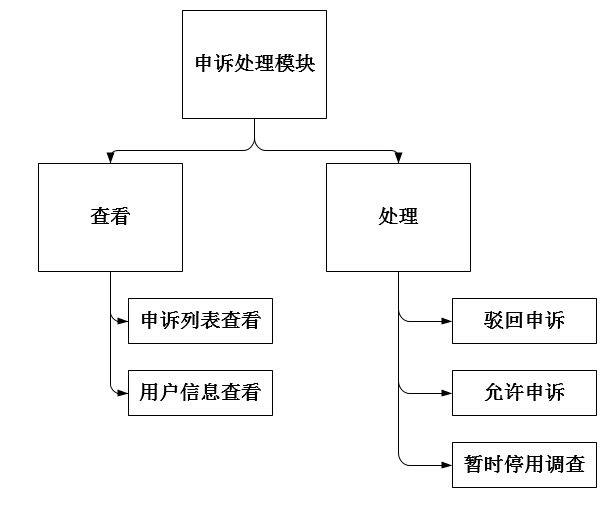 申诉处理模块
查看
处理
申诉列表查看
驳回申诉
用户信息查看
允许申诉
暂时停用调查